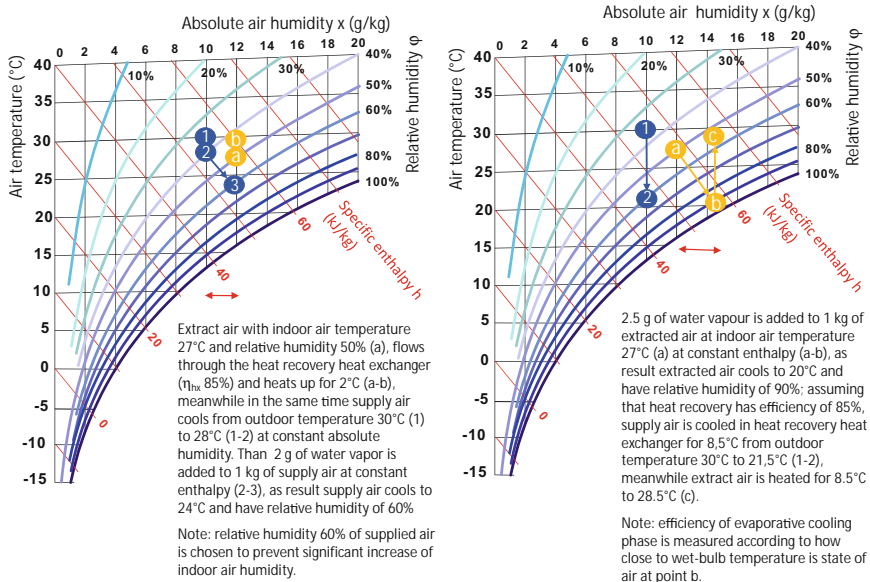 Absolute air humidity x (g/kg)
0 2 4 6 8 10 12 14 16 18 20
Air temperature (°C)
40
35
30
25
20
15
10
5
0
-5
-10
-15
10%
20%
30%
40%
50%
60%
80%
100%
Relative humidity φ
1
2
3
b
a
Specific enthalpy h
(kJ/kg)
60
40
20
0
Extract air with indoor air temperature
27°C and relative humidity 50% (a), flows
through the heat recovery heat exchanger
(ηhx 85%) and heats up for 2°C (a-b),
meanwhile in the same time supply air
cools from outdoor temperature 30°C (1)
to 28°C (1-2) at constant absolute
humidity. Than 2 g of water vapor is
added to 1 kg of supply air at constant
enthalpy (2-3), as result supply air cools to
24°C and have relative humidity of 60%
Note: relative humidity 60% of supplied air
is chosen to prevent significant increase of
indoor air humidity.
Absolute air humidity x (g/kg)
0 2 4 6 8 10 12 14 16 18 20
Air temperature (°C)
40
35
30
25
20
15
10
5
0
-5
-10
-15
10%
20%
30%
40%
50%
60%
80%
100%
Relative humidity φ
1
2
a
c
b
Specific enthalpy h
(kJ/kg)
60
40
20
0
2.5 g of water vapour is added to 1 kg of
extracted air at indoor air temperature
27°C (a) at constant enthalpy (a-b), as
result extracted air cools to 20°C and
have relative humidity of 90%; assuming
that heat recovery has efficiency of 85%,
supply air is cooled in heat recovery heat
exchanger for 8,5°C from outdoor
temperature 30°C to 21,5°C (1-2),
meanwhile extract air is heated for 8.5°C
to 28.5°C (c).
Note: efficiency of evaporative cooling
phase is measured according to how
close to wet-bulb temperature is state of
air at point b.